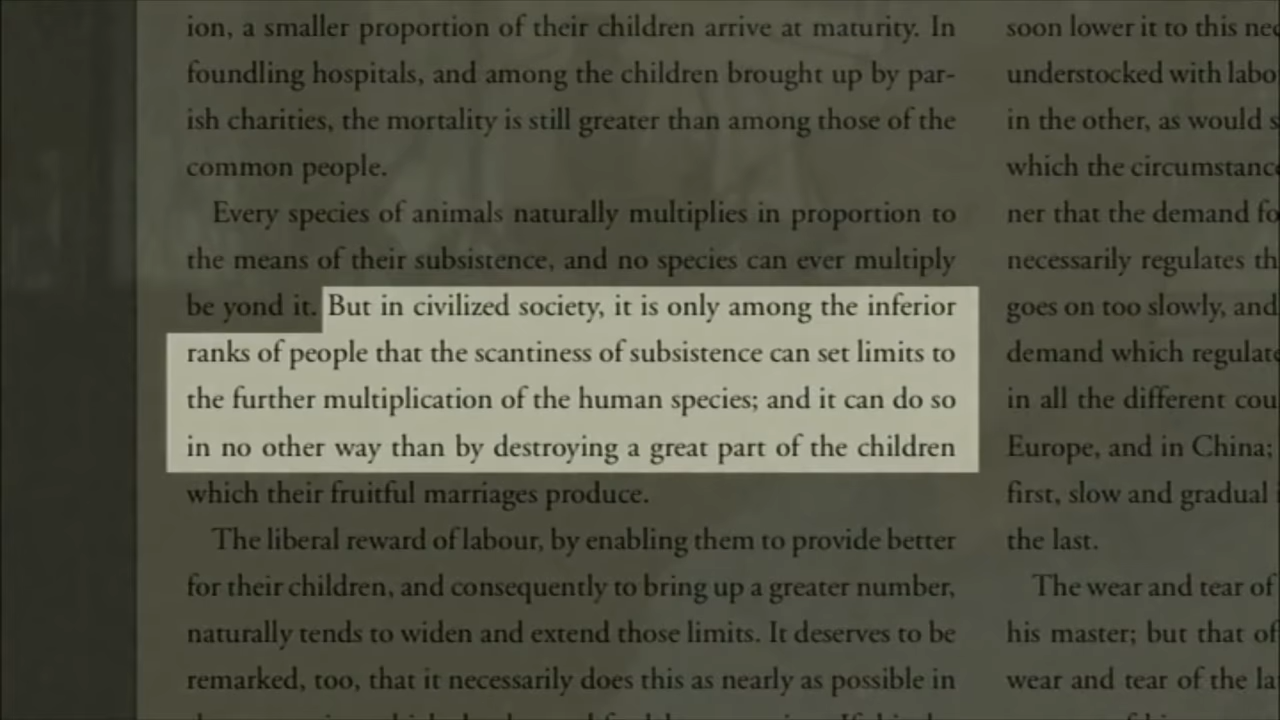 ion, a smaller proportion of their children arrive at maturity. In
foundling hospitals, and among the children brought up by par-
ish charities, the mortality is still greater than among those of the
common people.
Every species of animals naturally multiplies in proportion to
the means of their subsistence, and no species can ever multiply
be yond it. But in civilized society, it is only among the inferior
ranks of people that the scantiness of subsistence can set limits to
the further multiplication of the human species; and it can do so
in no other way than by destroying a great part of the children
which their fruitful marriages produce.
The liberal reward of labour, by enabling them to provide better
for their children, and consequently to bring up a greater number,
naturally tends to widen and extend those limits. It deserves to be
remarked, too, that it necessarily does this as nearly as possible in
soon lower it to this
understocked with
in the other, as would
which the
ner that the demand
necessarily regulates
goes on too slowly, and
demand which
in all the different
Europe, and in China;
first, slow and gradual
the last.
The wear and tear of
his master; but that of
wear and tear of the